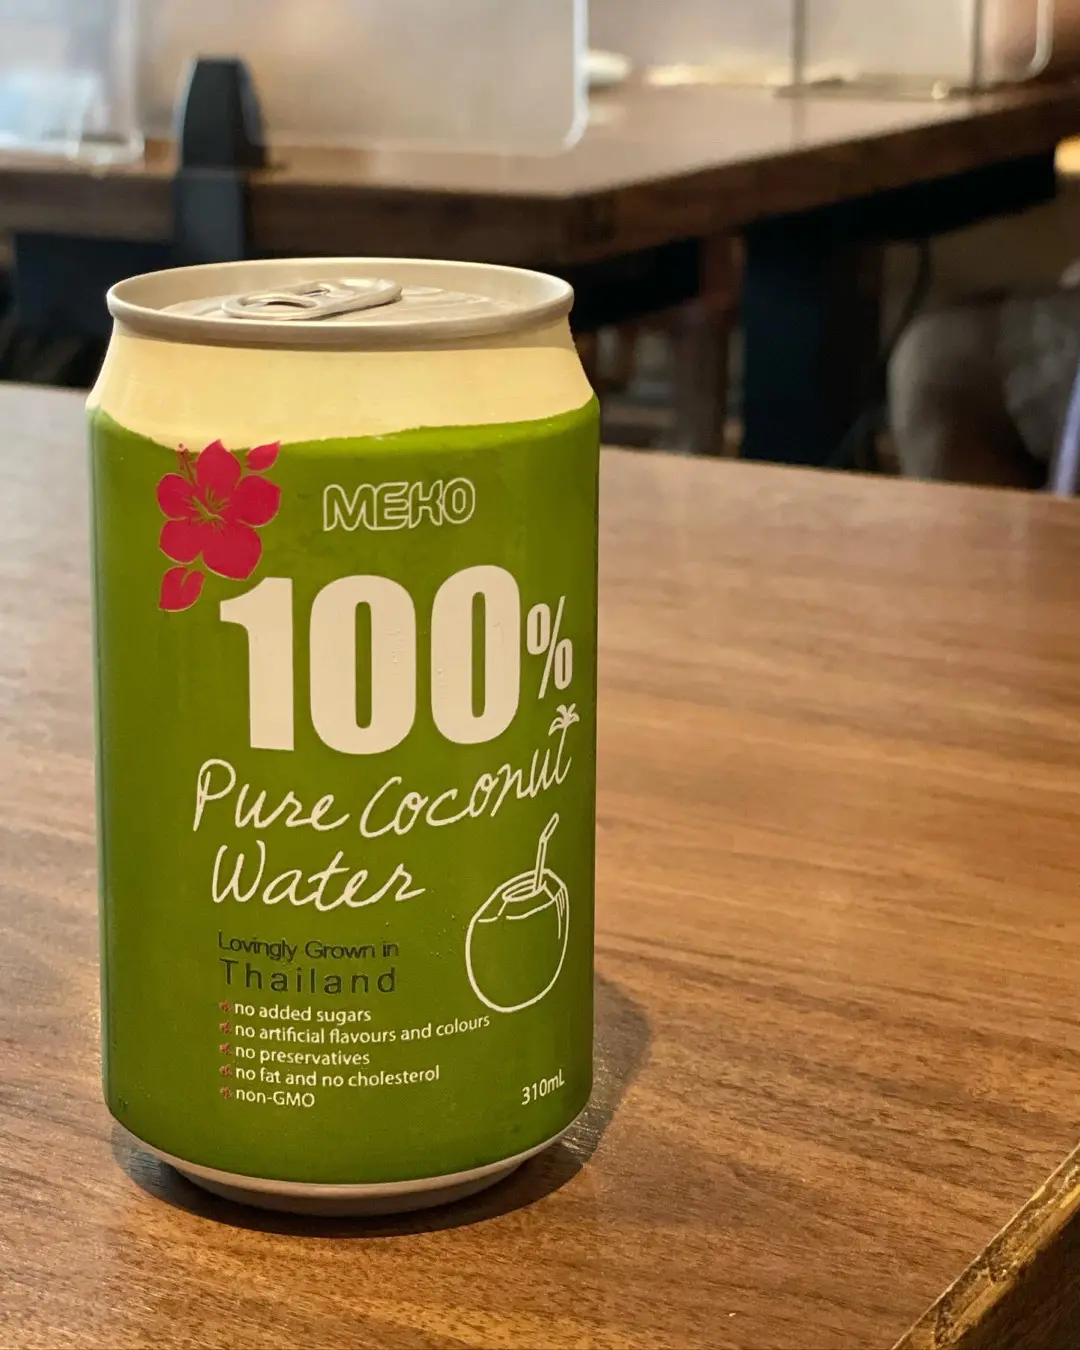 MEKO
100%
Pure Coconut
Water
Lovingly Grown in
Thailand
no added sugars
no artificial flavours and colours
no preservatives
no fat and no cholesterol
non-GMO
310mL